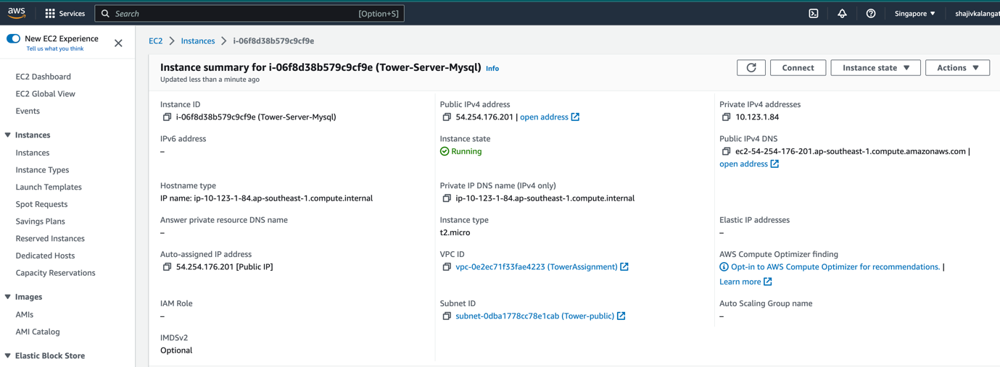 aws
Services
Search
[Option+S]
Singapore ▼
shajivkalangat
New EC2 Experience
Tell us what you think
EC2 Dashboard
EC2 Global View
Events
Instances
Instances
Instance Types
Launch Templates
Spot Requests
Savings Plans
Reserved Instances
Dedicated Hosts
Capacity Reservations
Images
AMIs
AMI Catalog
Elastic Block Store
EC2 > Instances > i-06f8d38b579c9cf9e
Instance summary for i-06f8d38b579c9cf9e (Tower-Server-Mysql) Info
Updated less than a minute ago
Connect
Instance state ▼
Actions ▼
Instance ID
i-06f8d38b579c9cf9e (Tower-Server-Mysql)
Public IPv4 address
54.254.176.201 | open address
Private IPv4 addresses
10.123.1.84
IPv6 address
–
Instance state
Running
Public IPv4 DNS
ec2-54-254-176-201.ap-southeast-1.compute.amazonaws.com |
open address
Hostname type
IP name: ip-10-123-1-84.ap-southeast-1.compute.internal
Private IP DNS name (IPv4 only)
ip-10-123-1-84.ap-southeast-1.compute.internal
Answer private resource DNS name
–
Instance type
t2.micro
Elastic IP addresses
–
Auto-assigned IP address
54.254.176.201 [Public IP]
VPC ID
vpc-0e2ec71f33fae4223 (TowerAssignment)
AWS Compute Optimizer finding
Opt-in to AWS Compute Optimizer for recommendations. |
Learn more
IAM Role
–
Subnet ID
subnet-0dba1778cc78e1cab (Tower-public)
Auto Scaling Group name
–
IMDSv2
Optional